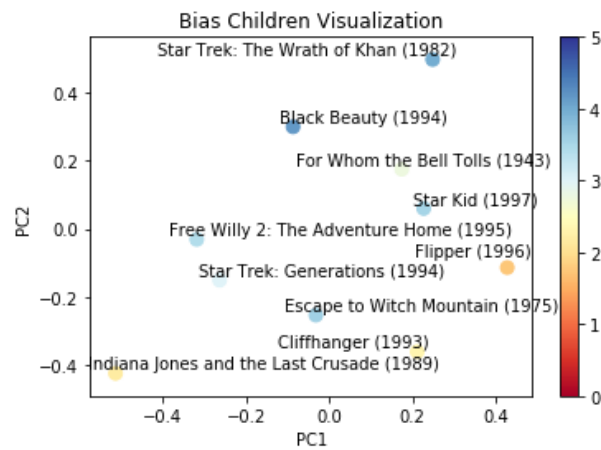 Bias Children Visualization
Star Trek: The Wrath of Khan (1982)
Black Beauty (1994)
For Whom the Bell Tolls (1943)
Star Kid (1997)
Free Willy 2: The Adventure Home (1995)
Flipper (1996)
Star Trek: Generations (1994)
Escape to Witch Mountain (1975)
Cliffhanger (1993)
Indiana Jones and the Last Crusade (1989)
PC2
0.4
0.2
0.0
−0.2
−0.4
−0.4
−0.2
0.0
0.2
0.4
PC1
5
4
3
2
1
0